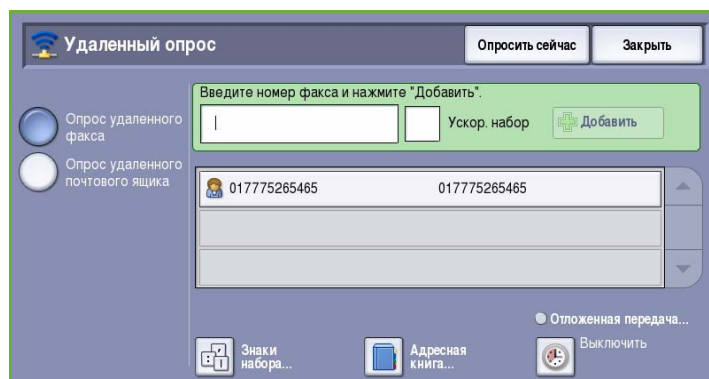 Удаленный опрос
Опросить сейчас
Закрыть
Введите номер факса и нажмите "Добавить".
Ускор. набор
Добавить
Опрос удаленного
факса
Опрос удаленного
почтового ящика
017775265465 017775265465
Отложенная передача...
Знаки
набора...
Адресная
книга...
Выключить